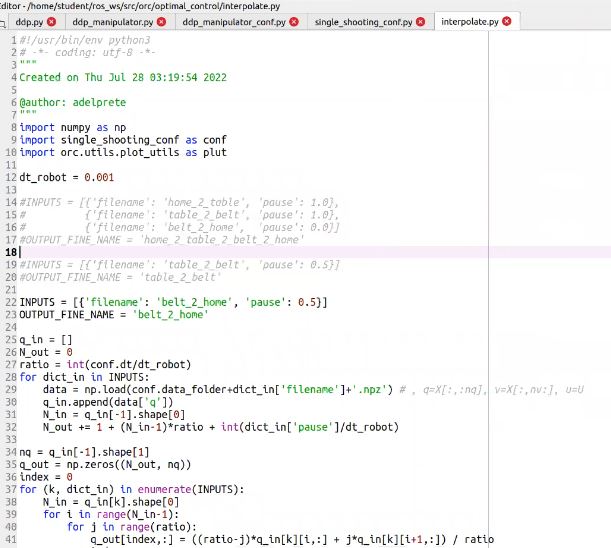 Editor - /home/student/ros_ws/src/orc/optimal_control/interpolate.py
ddp.py ddp_manipulator.py ddp_manipulator_conf.py single_shooting_conf.py interpolate.py
1 #!/usr/bin/env python3
2 # -*- coding: utf-8 -*-
3 """
4 Created on Thu Jul 28 03:19:54 2022
5
6 @author: adelprete
7 """
8 import numpy as np
9 import single_shooting_conf as conf
10 import orc.utils.plot_utils as plut
11
12 dt_robot = 0.001
13
14 #INPUTS = [{'filename': 'home_2_table', 'pause': 1.0},
15 #          {'filename': 'table_2_belt', 'pause': 1.0},
16 #          {'filename': 'belt_2_home', 'pause': 0.0}]
17 #OUTPUT_FINE_NAME = 'home_2_table_2_belt_2_home'
18
19 #INPUTS = [{'filename': 'table_2_belt', 'pause': 0.5}]
20 #OUTPUT_FINE_NAME = 'table_2_belt'
21
22 INPUTS = [{'filename': 'belt_2_home', 'pause': 0.5}]
23 OUTPUT_FINE_NAME = 'belt_2_home'
24
25 q_in = []
26 N_out = 0
27 ratio = int(conf.dt/dt_robot)
28 for dict_in in INPUTS:
29     data = np.load(conf.data_folder+dict_in['filename']+'.npz') # , q=X[:,:nq], v=X[:,nv:], u=U
30     q_in.append(data['q'])
31     N_in = q_in[-1].shape[0]
32     N_out += 1 + (N_in-1)*ratio + int(dict_in['pause']/dt_robot)
33
34 nq = q_in[-1].shape[1]
35 q_out = np.zeros((N_out, nq))
36 index = 0
37 for (k, dict_in) in enumerate(INPUTS):
38     N_in = q_in[k].shape[0]
39     for i in range(N_in-1):
40         for j in range(ratio):
41             q_out[index,:] = ((ratio-j)*q_in[k][i,:] + j*q_in[k][i+1,:]) / ratio